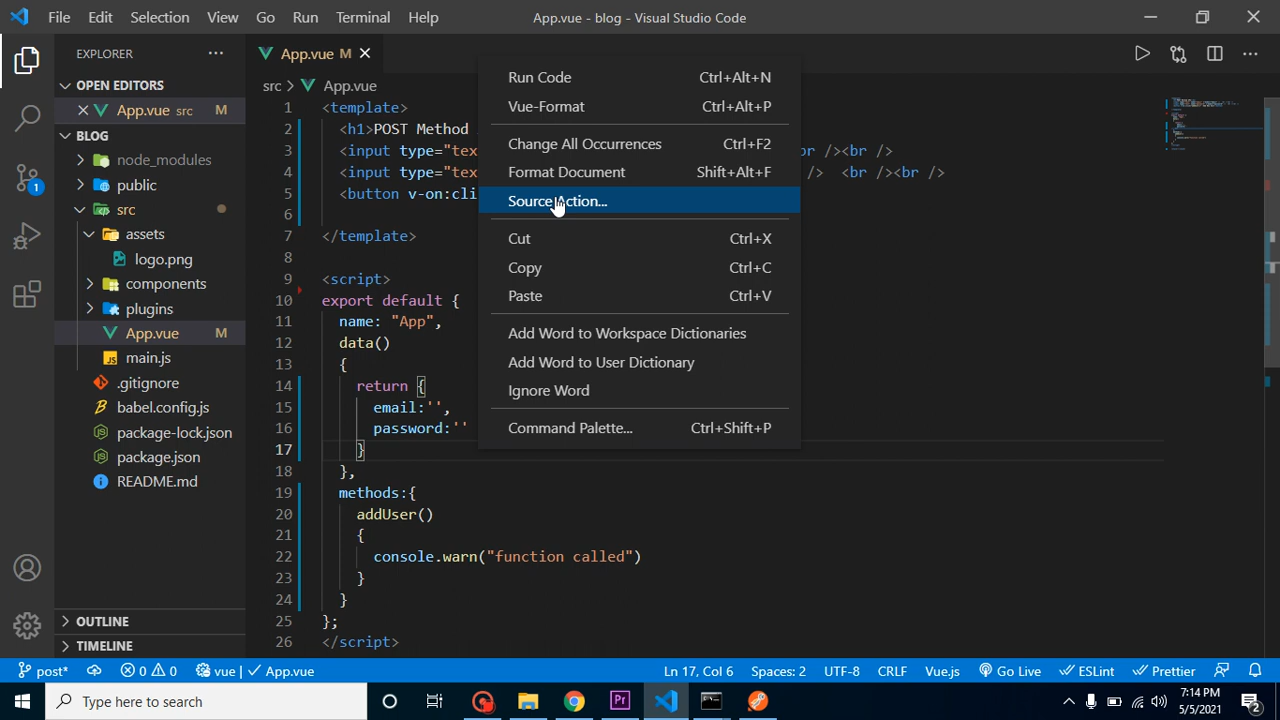 File Edit Selection View Go Run Terminal Help App.vue - blog - Visual Studio Code
EXPLORER ···
OPEN EDITORS
App.vue src M
BLOG
node_modules
public
src
assets
logo.png
components
plugins
App.vue M
main.js
.gitignore
babel.config.js
package-lock.json
package.json
README.md
OUTLINE
TIMELINE
1
App.vue M
src > App.vue
1 <template>
2 <h1>POST Method
3 <input type="tex br /><br />
4 <input type="tex /> <br /><br />
5 <button v-on:cli
6
7 </template>
8
9 <script>
10 export default {
11 name: "App",
12 data()
13 {
14 return {
15 email:'',
16 password:''
17 }
18 },
19 methods:{
20 addUser()
21 {
22 console.warn("function called")
23 }
24 }
25 };
26 </script>
Run Code Ctrl+Alt+N
Vue-Format Ctrl+Alt+P
Change All Occurrences Ctrl+F2
Format Document Shift+Alt+F
Source Action...
Cut Ctrl+X
Copy Ctrl+C
Paste Ctrl+V
Add Word to Workspace Dictionaries
Add Word to User Dictionary
Ignore Word
Command Palette... Ctrl+Shift+P
post* 0 0 vue | App.vue Ln 17, Col 6 Spaces: 2 UTF-8 CRLF Vue.js Go Live ESLint Prettier
Type here to search
Pr
7:14 PM
5/5/2021
2